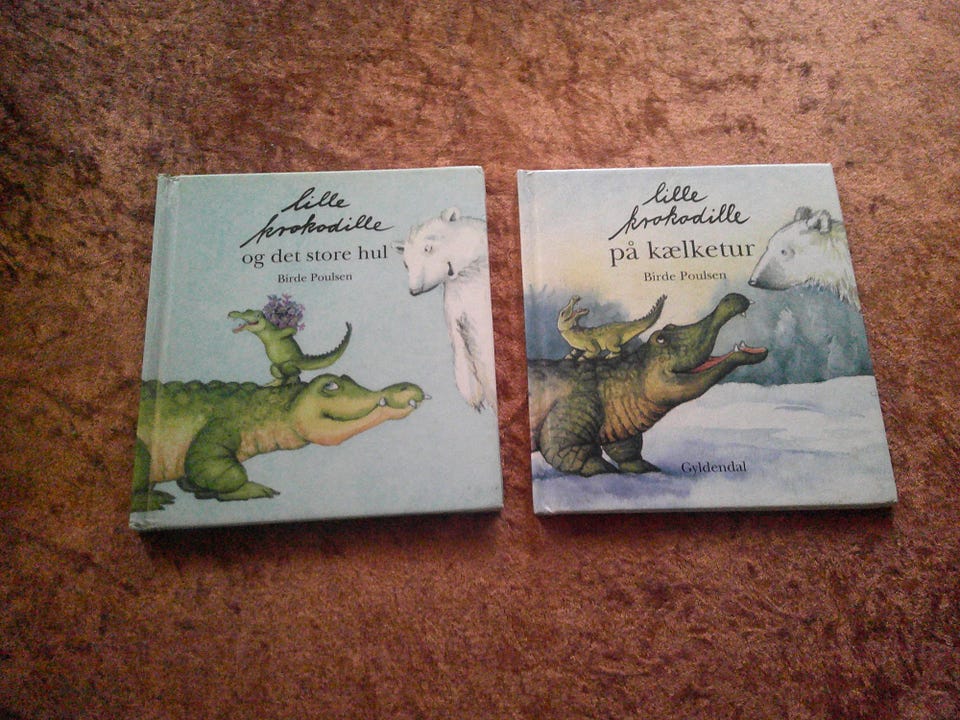 lille
krokodille
og det store hul
Birde Poulsen
lille
krokodille
på kælketur
Birde Poulsen
Gyldendal